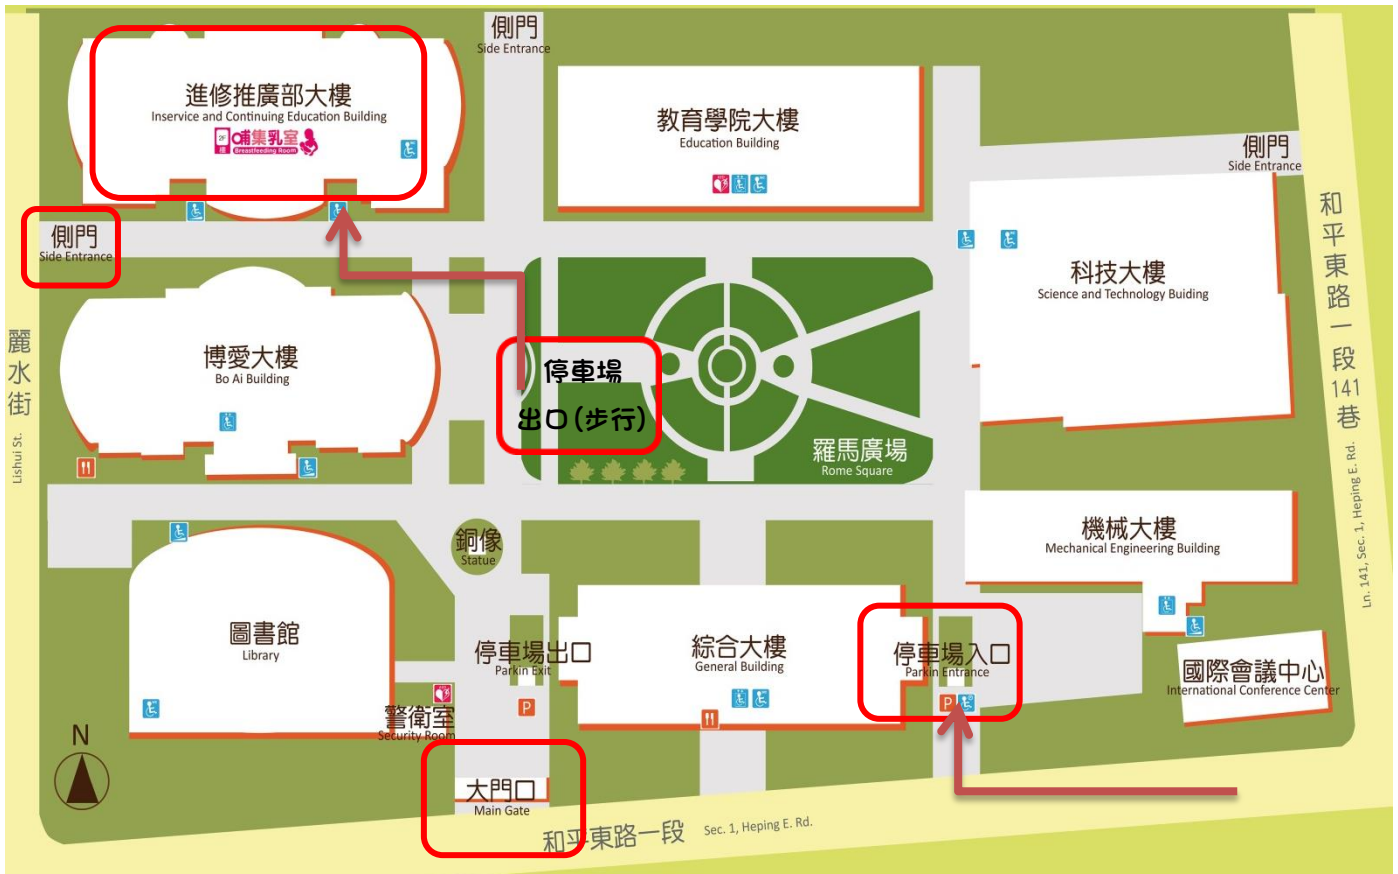 側門
Side Entrance
進修推廣部大樓
Inservice and Continuing Education Building
2F
哺集乳室
Breastfeeding Room
教育學院大樓
Education Building
側門
Side Entrance
側門
Side Entrance
科技大樓
Science and Technology Buiding
和平東路一段141巷
Ln. 141, Sec. 1, Heping E. Rd.
麗水街
Lishui St.
博愛大樓
Bo Ai Building
停車場
出口(步行)
羅馬廣場
Rome Square
銅像
Statue
機械大樓
Mechanical Engineering Building
圖書館
Library
停車場出口
Parkin Exit
P
綜合大樓
General Building
停車場入口
Parkin Entrance
P
國際會議中心
International Conference Center
警衛室
Security Room
N
大門口
Main Gate
和平東路一段 Sec. 1, Heping E. Rd.